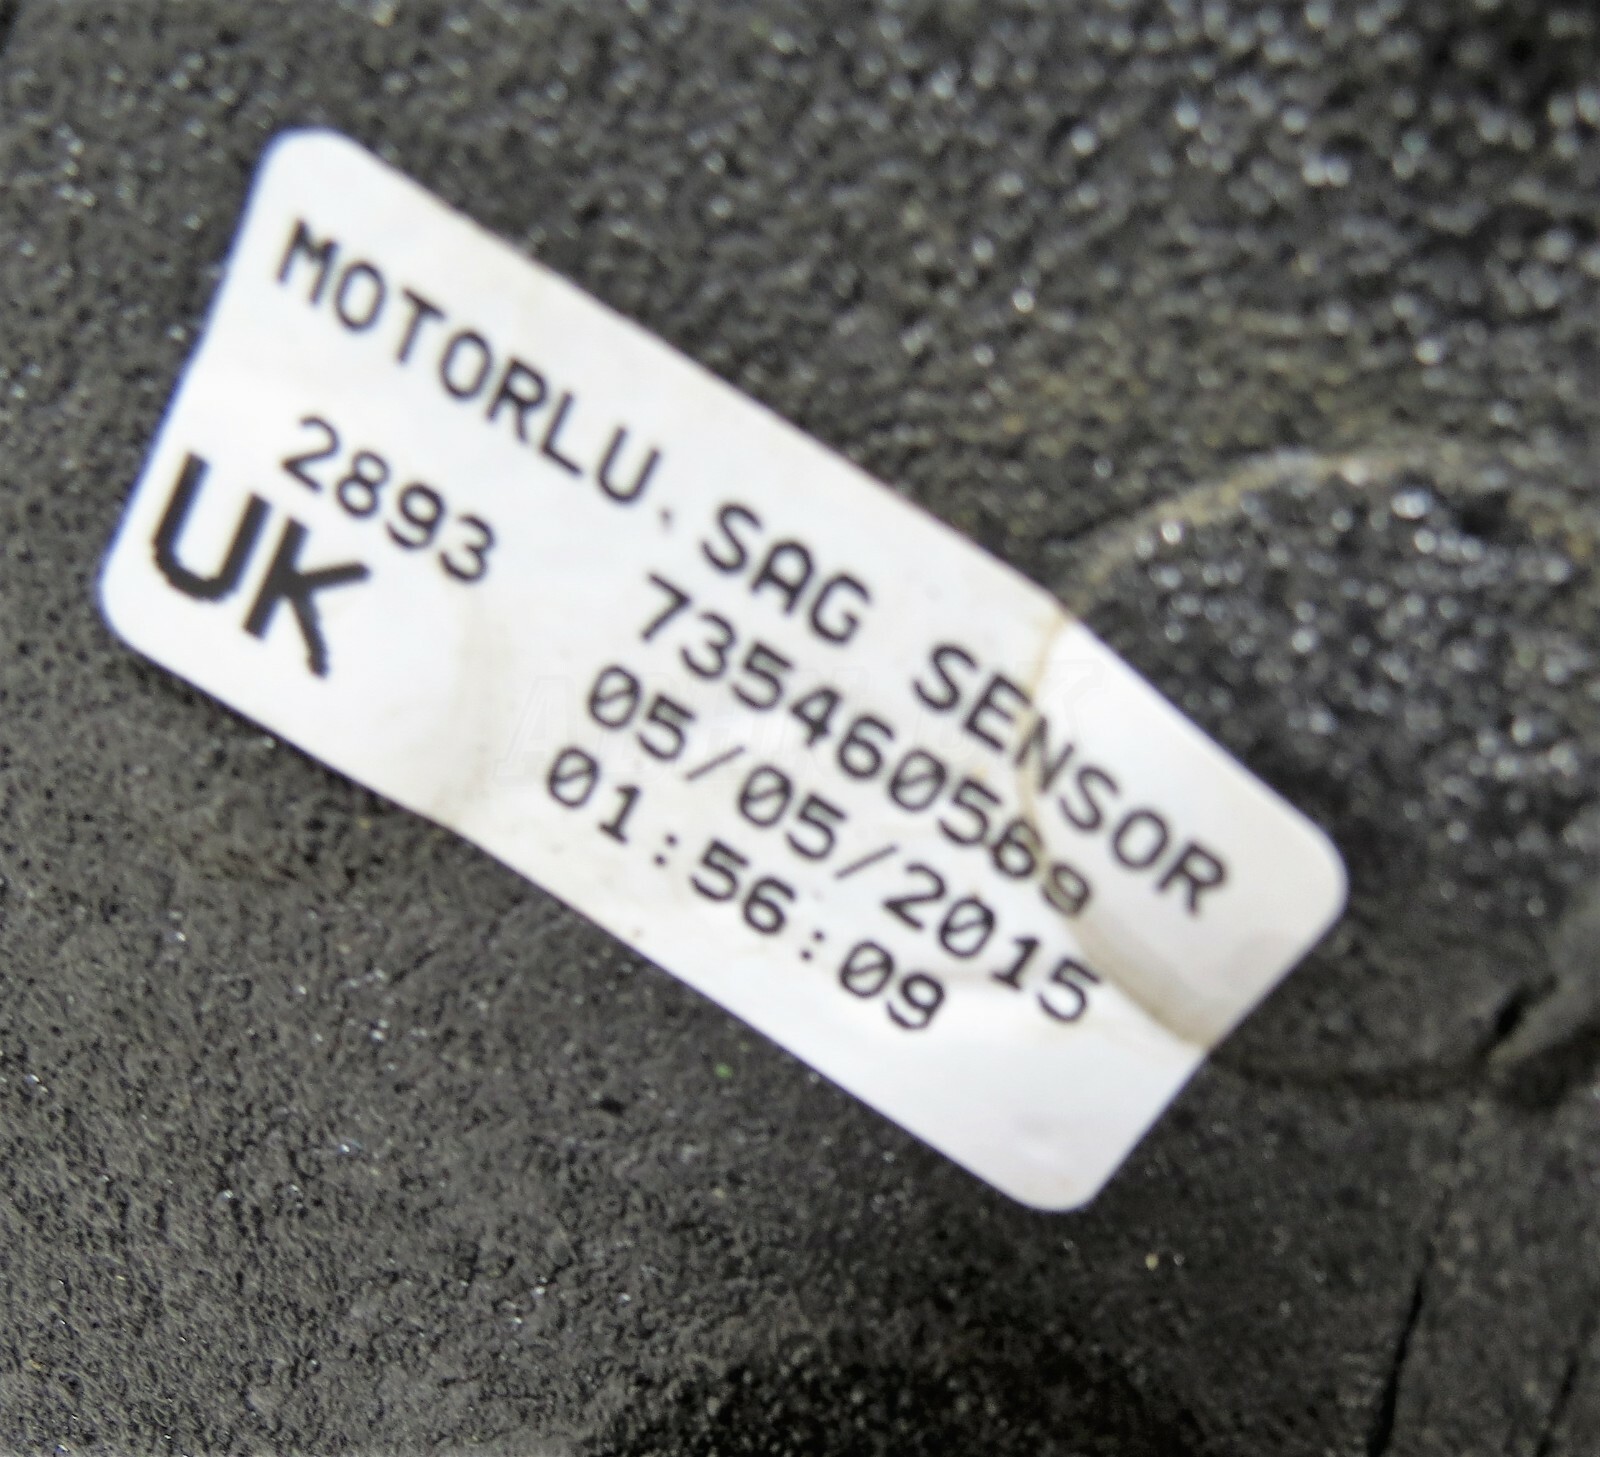 MOTORLU.SAG SENSOR
2893 735460569
UK 05/05/2015
01:56:09